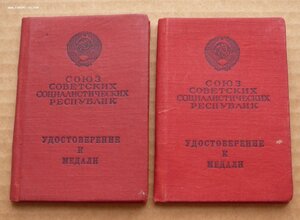 СОЮЗ
СОВЕТСКИХ
СОЦИАЛИСТИЧЕСКИХ
РЕСПУБЛИК
УДОСТОВЕРЕНИЕ
К
МЕДАЛИ
СОЮЗ
СОВЕТСКИХ
СОЦИАЛИСТИЧЕСКИХ
РЕСПУБЛИК
УДОСТОВЕРЕНИЕ
К
МЕДАЛИ